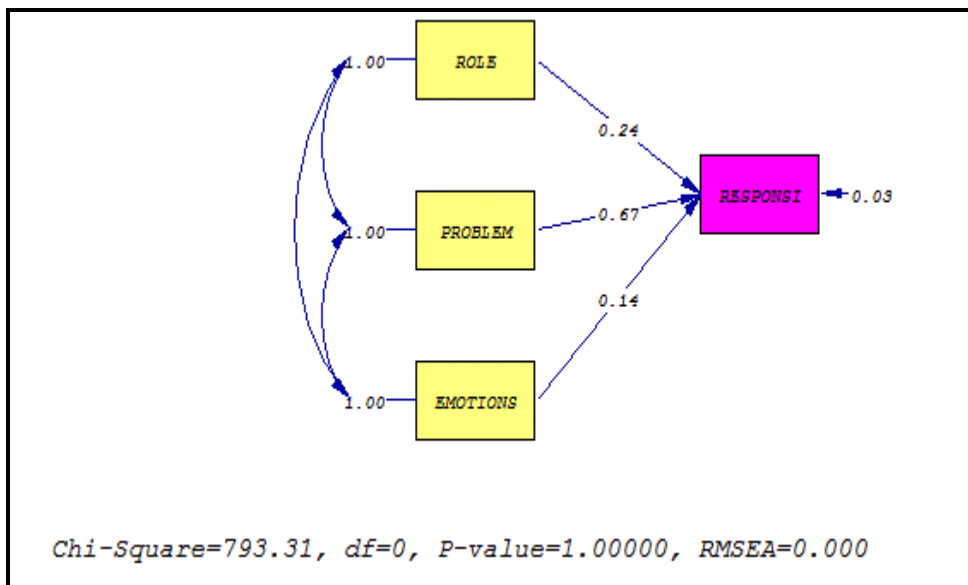 1.00
ROLE
0.24
RESPONSI
0.03
1.00
PROBLEM
0.67
0.14
1.00
EMOTIONS
Chi-Square=793.31, df=0, P-value=1.00000, RMSEA=0.000